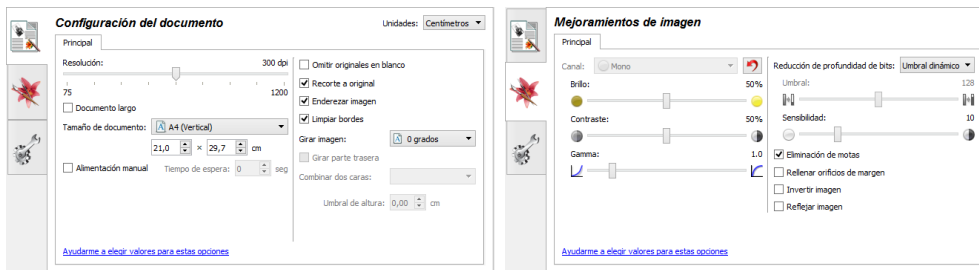 Configuración del documento
Unidades: Centímetros
Principal
Resolución: 300 dpi
75 1200
Documento largo
Tamaño de documento: A4 (Vertical)
21,0 × 29,7 cm
Alimentación manual Tiempo de espera: 0 seg
Omitir originales en blanco
Recorte a original
Enderezar imagen
Limpiar bordes
Girar imagen: 0 grados
Girar parte trasera
Combinar dos caras:
Umbral de altura: 0,00 cm
Ayudarme a elegir valores para estas opciones
Mejoramientos de imagen
Principal
Canal: Mono
Brillo: 50%
Contraste: 50%
Gamma: 1.0
Reducción de profundidad de bits: Umbral dinámico
Umbral: 128
Sensibilidad: 10
Eliminación de motas
Rellenar orificios de margen
Invertir imagen
Reflejar imagen
Ayudarme a elegir valores para estas opciones